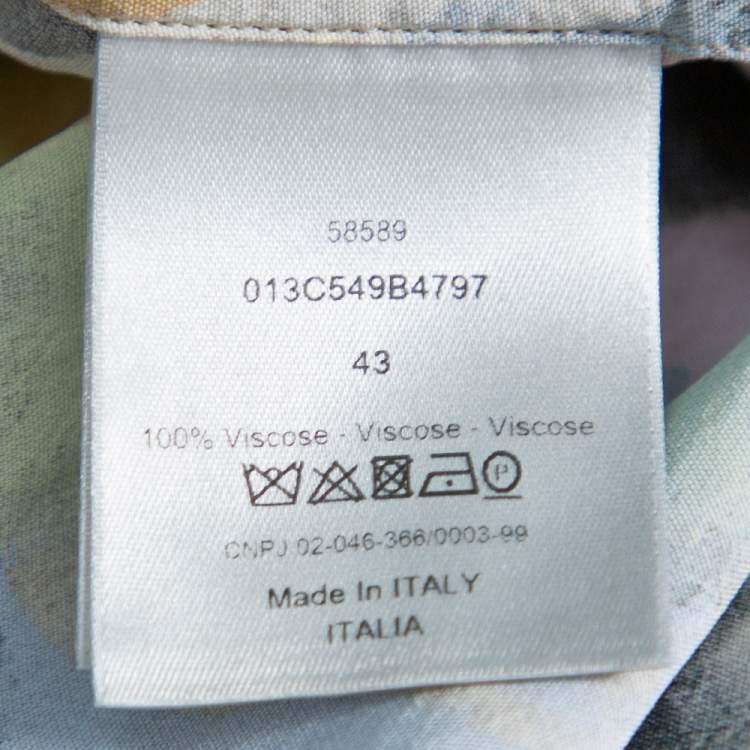 58589
013C549B4797
43
100% Viscose - Viscose - Viscose
P
CNPJ 02-046-366/0003-99
Made In ITALY
ITALIA